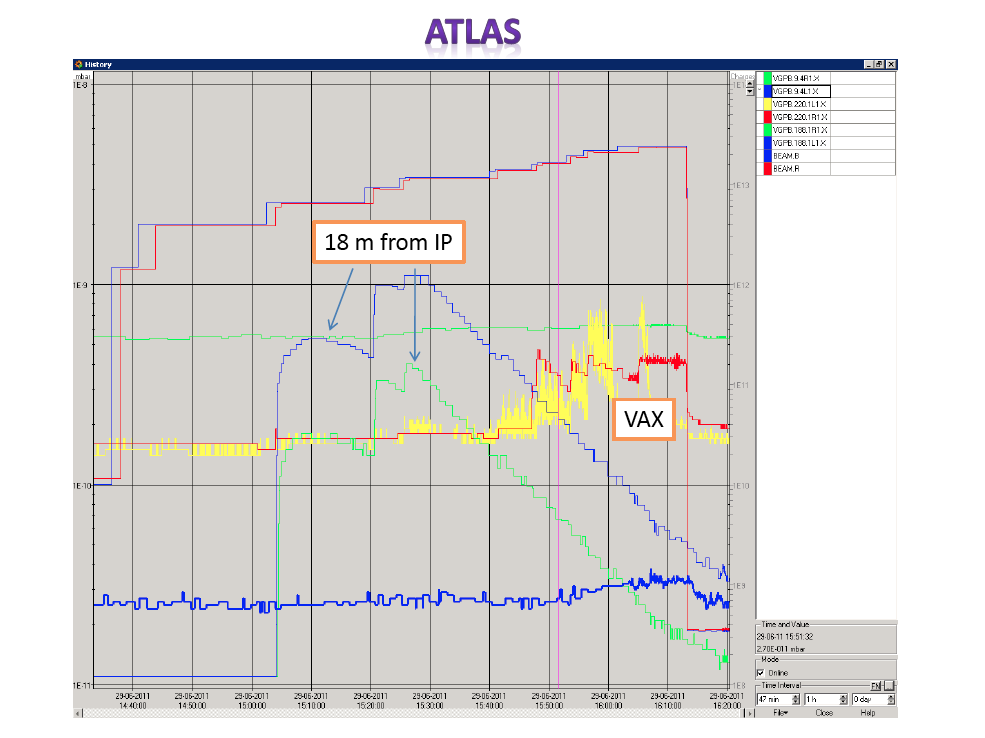 ATLAS
History
mbar
Charges
1E-8
1E-9
1E-10
1E-11
1E13
1E12
1E11
1E10
1E9
1E8
18 m from IP
VAX
VGPB.9.4R1.X
VGPB.9.4L1.X
VGPB.220.1L1.X
VGPB.220.1R1.X
VGPB.188.1R1.X
VGPB.188.1L1.X
BEAM.B
BEAM.R
29-06-2011 29-06-2011 29-06-2011 29-06-2011 29-06-2011 29-06-2011 29-06-2011 29-06-2011 29-06-2011 29-06-2011 29-06-2011
14:40:00 14:50:00 15:00:00 15:10:00 15:20:00 15:30:00 15:40:00 15:50:00 16:00:00 16:10:00 16:20:00
Time and Value
29-06-11 15:51:32
2.70E-011 mbar
Mode
Online
Time Interval
EN
47 min 1 h 0 day
File Close Help